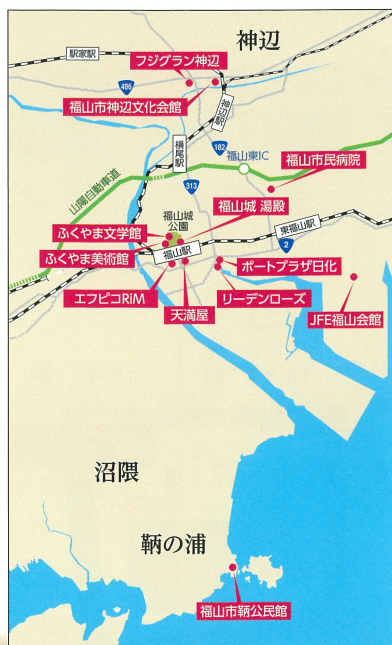 神辺
駅家駅
フジグラン神辺
486
福山市神辺文化会館
神辺駅
横尾駅
182
福山東IC
福山市民病院
山陽自動車道
313
福山城 湯殿
福山城
公園
ふくやま文学館
東福山駅
福山駅
2
ふくやま美術館
ポートプラザ日化
エフピコRiM
リーデンローズ
天満屋
JFE福山会館
沼隈
鞆の浦
福山市鞆公民館